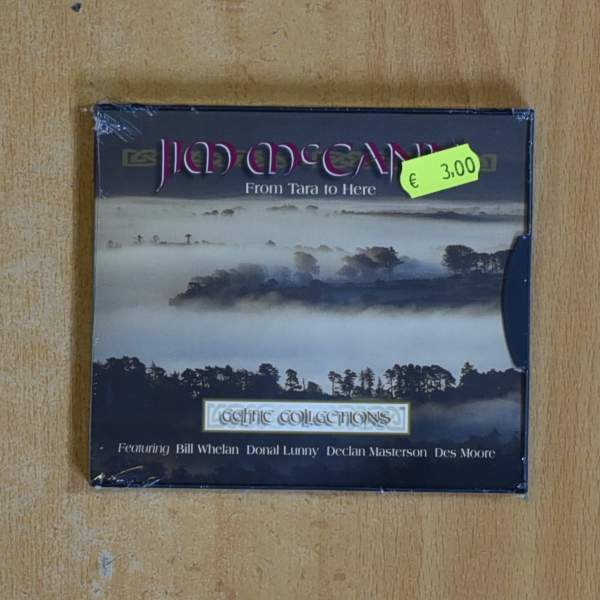 JIM McCANN
€ 3,00
From Tara to Here
CELTIC COLLECTIONS
Featuring Bill Whelan Donal Lunny Declan Masterson Des Moore